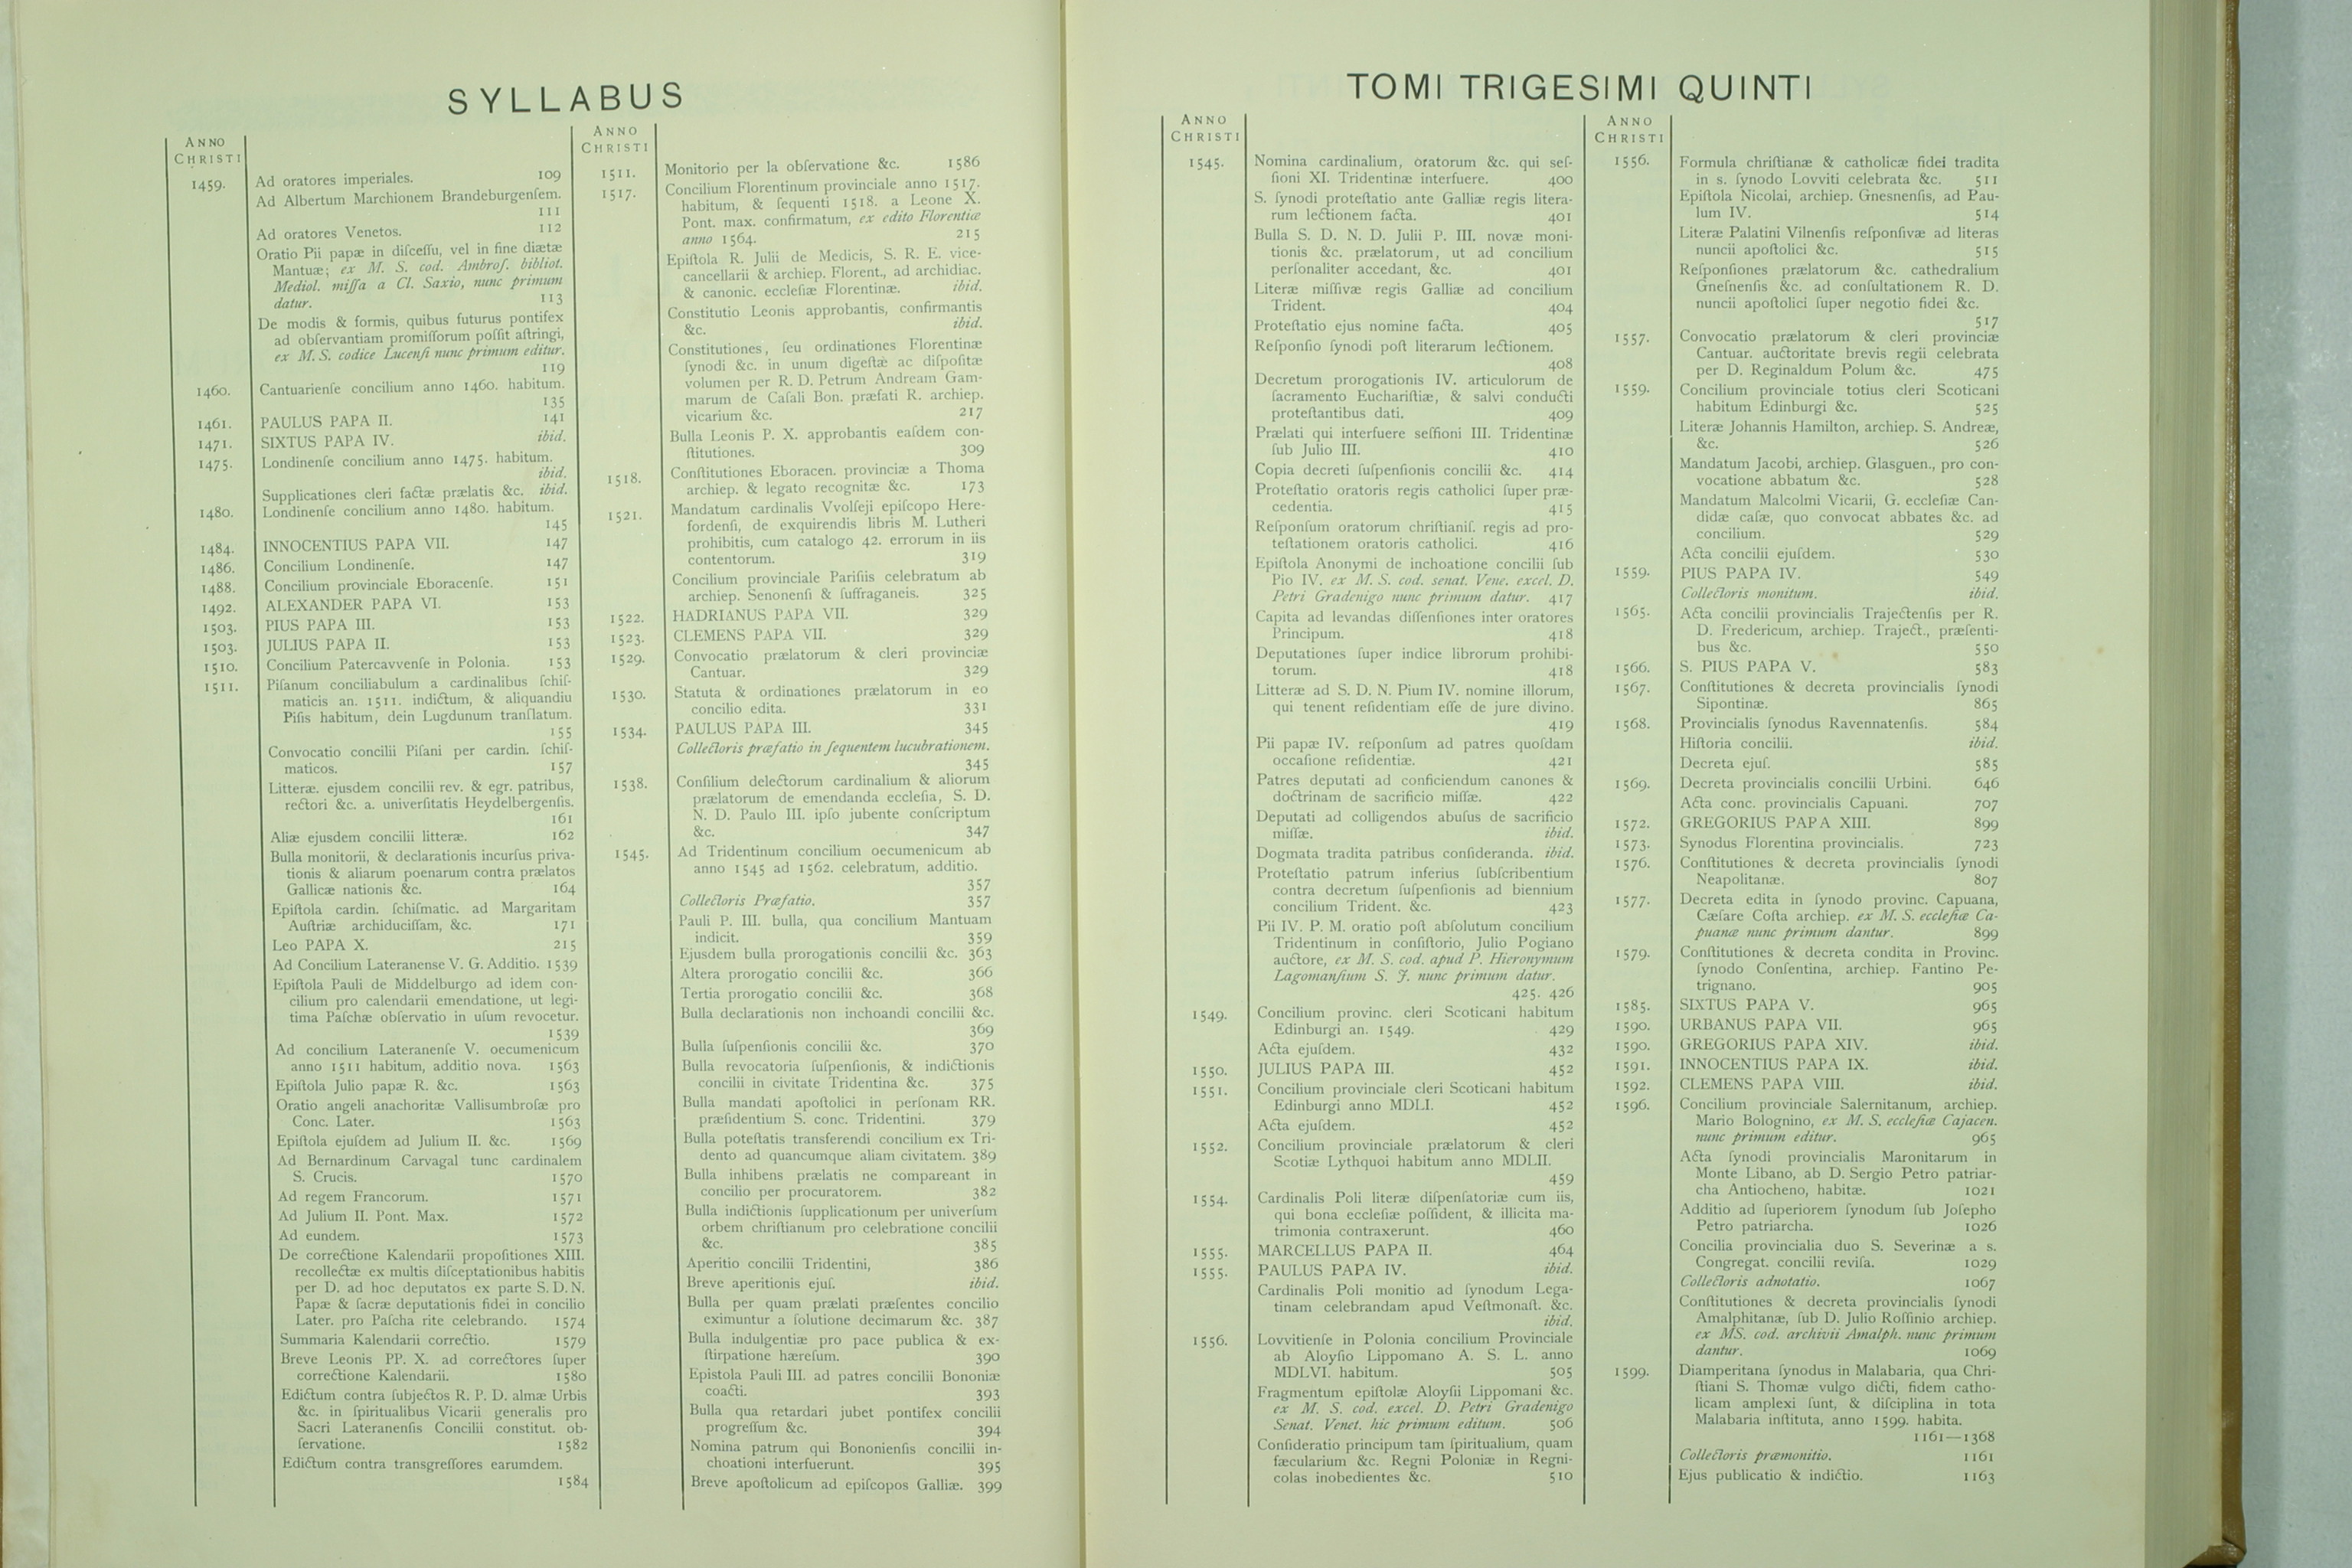 SYLLABUS
ANNO
CHRISTI
1459. Ad oratores imperiales. 109
Ad Albertum Marchionem Brandeburgenſem.
111
Ad oratores Venetos. 112
Oratio Pii papæ in diſceſſu, vel in fine diætæ
Mantuæ; ex M. S. cod. Ambroſ. bibliot.
Mediol. miſſa a Cl. Saxio, nunc primum
datur. 113
De modis & formis, quibus futurus pontifex
ad obſervantiam promiſſorum poſſit aſtringi,
ex M. S. codice Lucenſi nunc primum editur.
119
1460. Cantuarienſe concilium anno 1460. habitum.
135
1461. PAULUS PAPA II. 141
1471. SIXTUS PAPA IV. ibid.
1475. Londinenſe concilium anno 1475. habitum.
ibid.
Supplicationes cleri factæ prælatis &c. ibid.
1480. Londinenſe concilium anno 1480. habitum.
145
1484. INNOCENTIUS PAPA VII. 147
1486. Concilium Londinenſe. 147
1488. Concilium provinciale Eboracenſe. 151
1492. ALEXANDER PAPA VI. 153
1503. PIUS PAPA III. 153
1503. JULIUS PAPA II. 153
1510. Concilium Patercavvenſe in Polonia. 153
1511. Piſanum conciliabulum a cardinalibus ſchiſ-
maticis an. 1511. indictum, & aliquandiu
Piſis habitum, dein Lugdunum tranſlatum.
155
Convocatio concilii Piſani per cardin. ſchiſ-
maticos. 157
Litteræ. ejusdem concilii rev. & egr. patribus,
rectori &c. a. univerſitatis Heydelbergenſis.
161
Aliæ ejusdem concilii litteræ. 162
Bulla monitorii, & declarationis incurſus priva-
tionis & aliarum poenarum contra prælatos
Gallicæ nationis &c. 164
Epiſtola cardin. ſchiſmatic. ad Margaritam
Auſtriæ archiduciſſam, &c. 171
Leo PAPA X. 215
Ad Concilium Lateranense V. G. Additio. 1539
Epiſtola Pauli de Middelburgo ad idem con-
cilium pro calendarii emendatione, ut legi-
tima Paſchæ obſervatio in uſum revocetur.
1539
Ad concilium Lateranenſe V. oecumenicum
anno 1511 habitum, additio nova. 1563
Epiſtola Julio papæ R. &c. 1563
Oratio angeli anachoritæ Vallisumbroſæ pro
Conc. Later. 1563
Epiſtola ejuſdem ad Julium II. &c. 1569
Ad Bernardinum Carvagal tunc cardinalem
S. Crucis. 1570
Ad regem Francorum. 1571
Ad Julium II. Pont. Max. 1572
Ad eundem. 1573
De correctione Kalendarii propoſitiones XIII.
recollectæ ex multis diſceptationibus habitis
per D. ad hoc deputatos ex parte S. D. N.
Papæ & ſacræ deputationis fidei in concilio
Later. pro Paſcha rite celebrando. 1574
Summaria Kalendarii correctio. 1579
Breve Leonis PP. X. ad correctores ſuper
correctione Kalendarii. 1580
Edictum contra ſubjectos R. P. D. almæ Urbis
&c. in ſpiritualibus Vicarii generalis pro
Sacri Lateranenſis Concilii constitut. ob-
ſervatione. 1582
Edictum contra transgreſſores earumdem.
1584
ANNO
CHRISTI
1511. Monitorio per la obſervatione &c. 1586
1517. Concilium Florentinum provinciale anno 1517.
habitum, & ſequenti 1518. a Leone X.
Pont. max. confirmatum, ex edito Florentiæ
anno 1564. 215
Epiſtola R. Julii de Medicis, S. R. E. vice-
cancellarii & archiep. Florent., ad archidiac.
& canonic. eccleſiæ Florentinæ. ibid.
Constitutio Leonis approbantis, confirmantis
&c. ibid.
Constitutiones, ſeu ordinationes Florentinæ
ſynodi &c. in unum digeſtæ ac diſpoſitæ
volumen per R. D. Petrum Andream Gam-
marum de Caſali Bon. præfati R. archiep.
vicarium &c. 217
Bulla Leonis P. X. approbantis eaſdem con-
ſtitutiones. 309
1518. Conſtitutiones Eboracen. provinciæ a Thoma
archiep. & legato recognitæ &c. 173
1521. Mandatum cardinalis Vvolſeji epiſcopo Here-
fordenſi, de exquirendis libris M. Lutheri
prohibitis, cum catalogo 42. errorum in iis
contentorum. 319
Concilium provinciale Pariſiis celebratum ab
archiep. Senonenſi & ſuffraganeis. 325
1522. HADRIANUS PAPA VII. 329
1523. CLEMENS PAPA VII. 329
1529. Convocatio prælatorum & cleri provinciæ
Cantuar. 329
1530. Statuta & ordinationes prælatorum in eo
concilio edita. 331
1534. PAULUS PAPA III. 345
Collectoris præfatio in ſequentem lucubrationem.
345
1538. Conſilium delectorum cardinalium & aliorum
prælatorum de emendanda eccleſia, S. D.
N. D. Paulo III. ipſo jubente conſcriptum
&c. 347
1545. Ad Tridentinum concilium oecumenicum ab
anno 1545 ad 1562. celebratum, additio.
357
Collectoris Præfatio. 357
Pauli P. III. bulla, qua concilium Mantuam
indicit. 359
Ejusdem bulla prorogationis concilii &c. 363
Altera prorogatio concilii &c. 366
Tertia prorogatio concilii &c. 368
Bulla declarationis non inchoandi concilii &c.
369
Bulla ſuſpenſionis concilii &c. 370
Bulla revocatoria ſuſpenſionis, & indictionis
concilii in civitate Tridentina &c. 375
Bulla mandati apoſtolici in perſonam RR.
præſidentium S. conc. Tridentini. 379
Bulla poteſtatis transferendi concilium ex Tri-
dento ad quancumque aliam civitatem. 389
Bulla inhibens prælatis ne compareant in
concilio per procuratorem. 382
Bulla indictionis ſupplicationum per univerſum
orbem chriſtianum pro celebratione concilii
&c. 385
Aperitio concilii Tridentini, 386
Breve aperitionis ejuſ. ibid.
Bulla per quam prælati præſentes concilio
eximuntur a ſolutione decimarum &c. 387
Bulla indulgentiæ pro pace publica & ex-
ſtirpatione hæreſum. 390
Epistola Pauli III. ad patres concilii Bononiæ
coacti. 393
Bulla qua retardari jubet pontifex concilii
progreſſum &c. 394
Nomina patrum qui Bononienſis concilii in-
choationi interfuerunt. 395
Breve apoſtolicum ad epiſcopos Galliæ. 399
TOMI TRIGESIMI QUINTI
ANNO
CHRISTI
1545. Nomina cardinalium, oratorum &c. qui ſeſ-
ſioni XI. Tridentinæ interfuere. 400
S. ſynodi proteſtatio ante Galliæ regis litera-
rum lectionem facta. 401
Bulla S. D. N. D. Julii P. III. novæ moni-
tionis &c. prælatorum, ut ad concilium
perſonaliter accedant, &c. 401
Literæ miſſivæ regis Galliæ ad concilium
Trident. 404
Proteſtatio ejus nomine facta. 405
Reſponſio ſynodi poſt literarum lectionem.
408
Decretum prorogationis IV. articulorum de
ſacramento Euchariſtiæ, & salvi conducti
proteſtantibus dati. 409
Prælati qui interfuere seſſioni III. Tridentinæ
ſub Julio III. 410
Copia decreti ſuſpenſionis concilii &c. 414
Proteſtatio oratoris regis catholici ſuper præ-
cedentia. 415
Reſponſum oratorum chriſtianiſ. regis ad pro-
teſtationem oratoris catholici. 416
Epiſtola Anonymi de inchoatione concilii ſub
Pio IV. ex M. S. cod. senat. Vene. excel. D.
Petri Gradenigo nunc primum datur. 417
Capita ad levandas diſſenſiones inter oratores
Principum. 418
Deputationes ſuper indice librorum prohibi-
torum. 418
Litteræ ad S. D. N. Pium IV. nomine illorum,
qui tenent reſidentiam eſſe de jure divino.
419
Pii papæ IV. reſponſum ad patres quoſdam
occaſione reſidentiæ. 421
Patres deputati ad conficiendum canones &
doctrinam de sacrificio miſſæ. 422
Deputati ad colligendos abuſus de sacrificio
miſſæ. ibid.
Dogmata tradita patribus conſideranda. ibid.
Proteſtatio patrum inferius ſubſcribentium
contra decretum ſuſpenſionis ad biennium
concilium Trident. &c. 423
Pii IV. P. M. oratio poſt abſolutum concilium
Tridentinum in conſiſtorio, Julio Pogiano
auctore, ex M. S. cod. apud P. Hieronymum
Lagomanſium S. J. nunc primum datur.
425. 426
1549. Concilium provinc. cleri Scoticani habitum
Edinburgi an. 1549. 429
Acta ejuſdem. 432
1550. JULIUS PAPA III. 452
1551. Concilium provinciale cleri Scoticani habitum
Edinburgi anno MDLI. 452
Acta ejuſdem. 452
1552. Concilium provinciale prælatorum & cleri
Scotiæ Lythquoi habitum anno MDLII.
459
1554. Cardinalis Poli literæ diſpenſatoriæ cum iis,
qui bona eccleſiæ poſſident, & illicita ma-
trimonia contraxerunt. 460
1555. MARCELLUS PAPA II. 464
1555. PAULUS PAPA IV. ibid.
Cardinalis Poli monitio ad ſynodum Lega-
tinam celebrandam apud Veſtmonaſt. &c.
ibid.
1556. Lovvitienſe in Polonia concilium Provinciale
ab Aloyſio Lippomano A. S. L. anno
MDLVI. habitum. 505
Fragmentum epiſtolæ Aloyſii Lippomani &c.
ex M. S. cod. excel. D. Petri Gradenigo
Senat. Venet. hic primum editum. 506
Conſideratio principum tam ſpiritualium, quam
ſæcularium &c. Regni Poloniæ in Regni-
colas inobedientes &c. 510
ANNO
CHRISTI
1556. Formula chriſtianæ & catholicæ fidei tradita
in s. ſynodo Lovviti celebrata &c. 511
Epiſtola Nicolai, archiep. Gnesnenſis, ad Pau-
lum IV. 514
Literæ Palatini Vilnenſis reſponſivæ ad literas
nuncii apoſtolici &c. 515
Reſponſiones prælatorum &c. cathedralium
Gneſnenſis &c. ad conſultationem R. D.
nuncii apoſtolici ſuper negotio fidei &c.
517
1557. Convocatio prælatorum & cleri provinciæ
Cantuar. auctoritate brevis regii celebrata
per D. Reginaldum Polum &c. 475
1559. Concilium provinciale totius cleri Scoticani
habitum Edinburgi &c. 525
Literæ Johannis Hamilton, archiep. S. Andreæ,
&c. 526
Mandatum Jacobi, archiep. Glasguen., pro con-
vocatione abbatum &c. 528
Mandatum Malcolmi Vicarii, G. eccleſiæ Can-
didæ caſæ, quo convocat abbates &c. ad
concilium. 529
Acta concilii ejuſdem. 530
1559. PIUS PAPA IV. 549
Collectoris monitum. ibid.
1565. Acta concilii provincialis Trajectenſis per R.
D. Fredericum, archiep. Traject., præſenti-
bus &c. 550
1566. S. PIUS PAPA V. 583
1567. Conſtitutiones & decreta provincialis ſynodi
Sipontinæ. 865
1568. Provincialis ſynodus Ravennatenſis. 584
Hiſtoria concilii. ibid.
Decreta ejuſ. 585
1569. Decreta provincialis concilii Urbini. 646
Acta conc. provincialis Capuani. 707
1572. GREGORIUS PAPA XIII. 899
1573. Synodus Florentina provincialis. 723
1576. Conſtitutiones & decreta provincialis ſynodi
Neapolitanæ. 807
1577. Decreta edita in ſynodo provinc. Capuana,
Cæſare Coſta archiep. ex M. S. eccleſiæ Ca-
puanæ nunc primum dantur. 899
1579. Conſtitutiones & decreta condita in Provinc.
ſynodo Conſentina, archiep. Fantino Pe-
trignano. 905
1585. SIXTUS PAPA V. 965
1590. URBANUS PAPA VII. 965
1590. GREGORIUS PAPA XIV. ibid.
1591. INNOCENTIUS PAPA IX. ibid.
1592. CLEMENS PAPA VIII. ibid.
1596. Concilium provinciale Salernitanum, archiep.
Mario Bolognino, ex M. S. eccleſiæ Cajacen.
nunc primum editur. 965
Acta ſynodi provincialis Maronitarum in
Monte Libano, ab D. Sergio Petro patriar-
cha Antiocheno, habitæ. 1021
Additio ad ſuperiorem ſynodum ſub Joſepho
Petro patriarcha. 1026
Concilia provincialia duo S. Severinæ a s.
Congregat. concilii reviſa. 1029
Collectoris adnotatio. 1067
Conſtitutiones & decreta provincialis ſynodi
Amalphitanæ, ſub D. Julio Roſſinio archiep.
ex MS. cod. archivii Amalph. nunc primum
dantur. 1069
1599. Diamperitana ſynodus in Malabaria, qua Chri-
ſtiani S. Thomæ vulgo dicti, fidem catho-
licam amplexi ſunt, & diſciplina in tota
Malabaria inſtituta, anno 1599. habita.
1161—1368
Collectoris præmonitio. 1161
Ejus publicatio & indictio. 1163